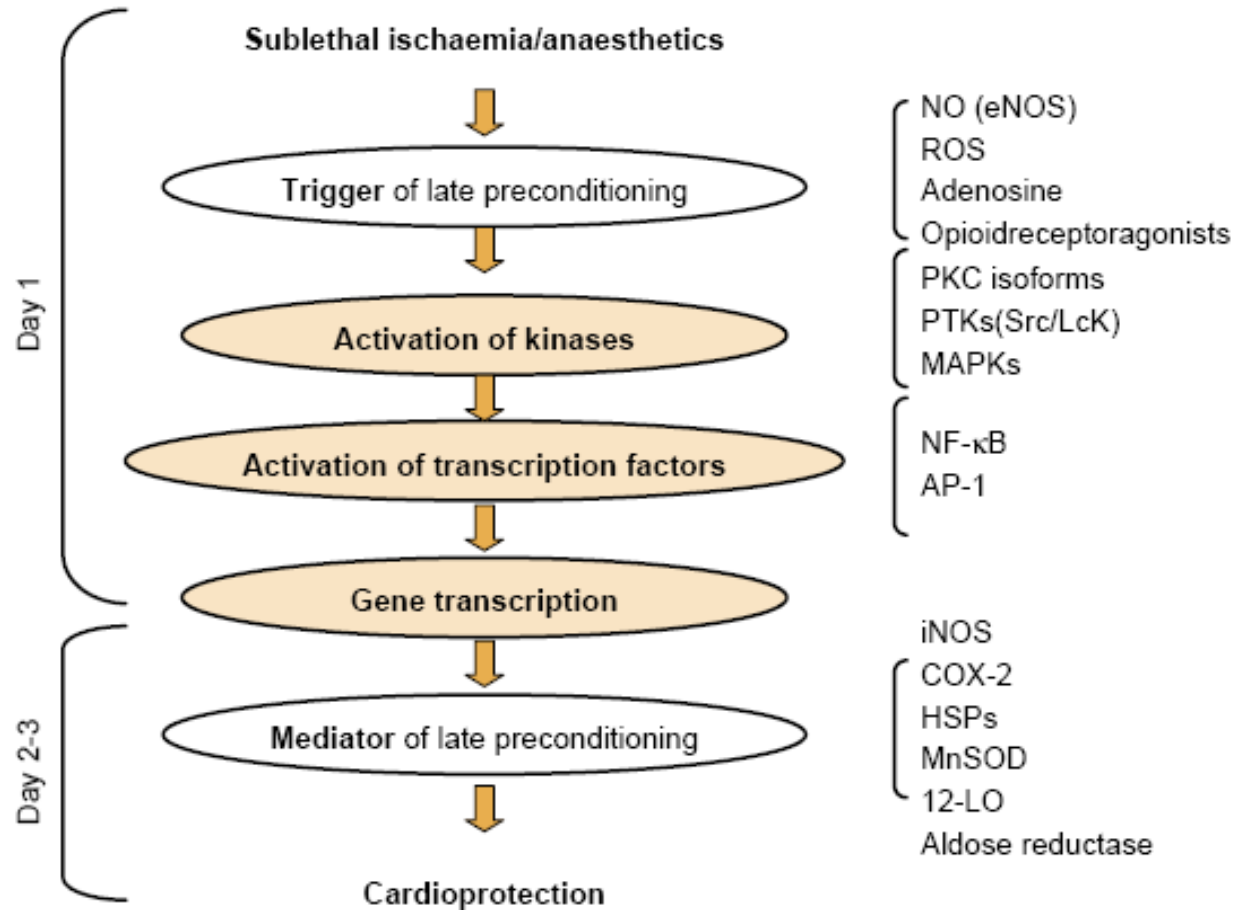 Sublethal ischaemia/anaesthetics
Day 1
Trigger of late preconditioning
NO (eNOS)
ROS
Adenosine
Opioidreceptoragonists
Activation of kinases
PKC isoforms
PTKs(Src/LcK)
MAPKs
Activation of transcription factors
NF-κB
AP-1
Gene transcription
Day 2-3
Mediator of late preconditioning
iNOS
COX-2
HSPs
MnSOD
12-LO
Aldose reductase
Cardioprotection